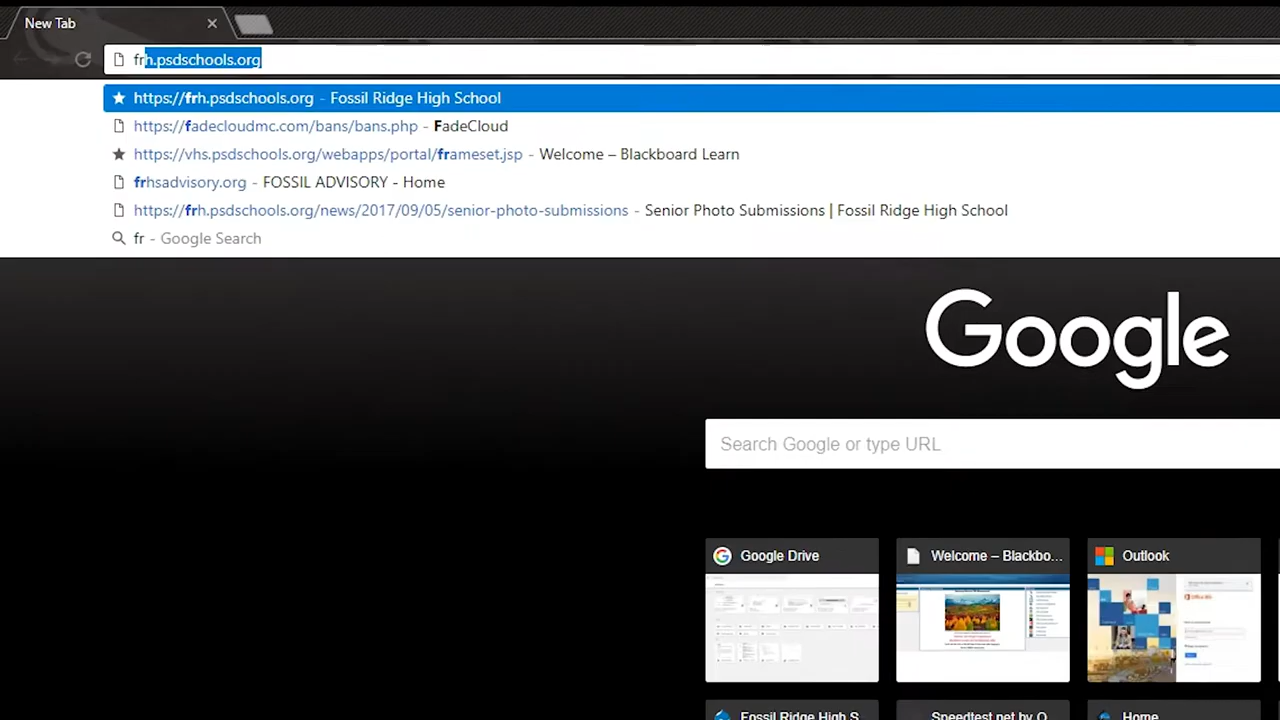 New Tab
frh.psdschools.org
https://frh.psdschools.org - Fossil Ridge High School
https://fadecloudmc.com/bans/bans.php - FadeCloud
https://vhs.psdschools.org/webapps/portal/frameset.jsp - Welcome – Blackboard Learn
frhsadvisory.org - FOSSIL ADVISORY - Home
https://frh.psdschools.org/news/2017/09/05/senior-photo-submissions - Senior Photo Submissions | Fossil Ridge High School
fr - Google Search
Google
Search Google or type URL
Google Drive
Welcome – Blackbo...
Outlook
Fossil Ridge High S
Speedtest.net by O
Home